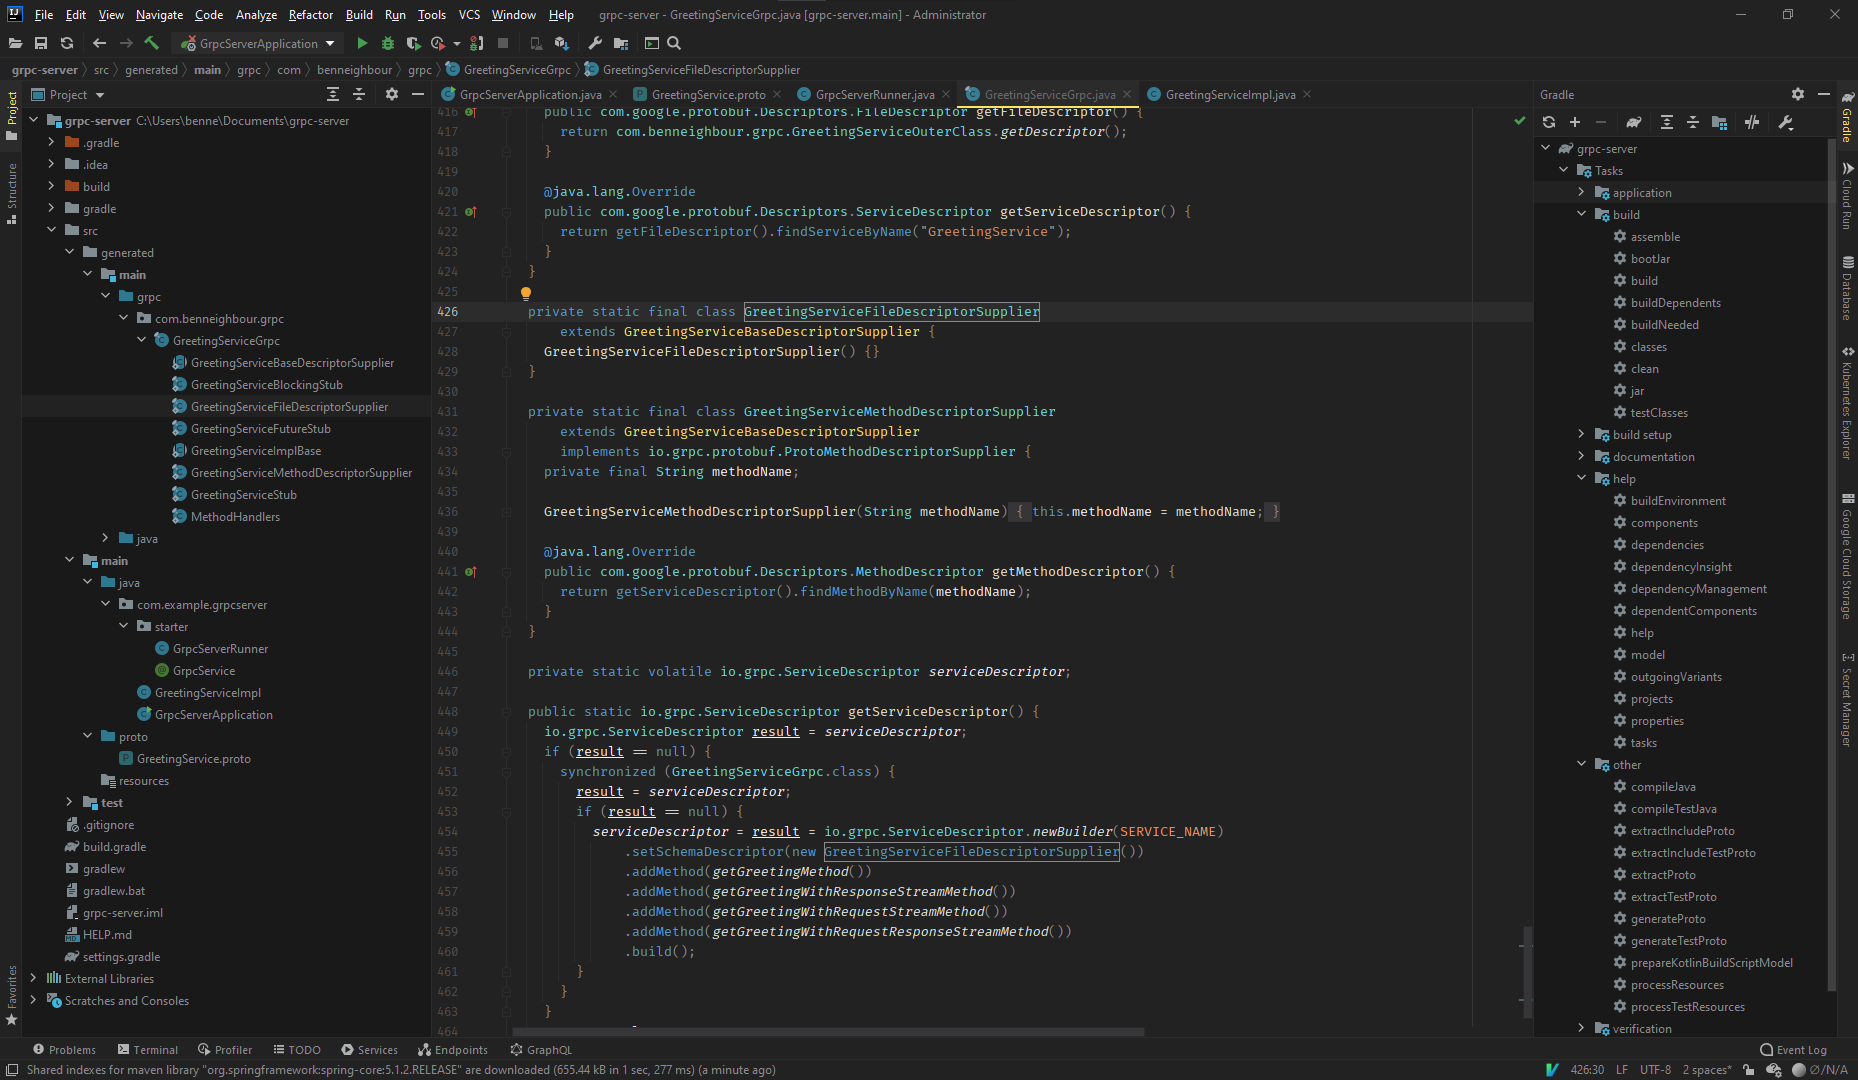 File Edit View Navigate Code Analyze Refactor Build Run Tools VCS Window Help grpc-server - GreetingServiceGrpc.java [grpc-server.main] - Administrator
GrpcServerApplication
grpc-server src generated main grpc com benneighbour grpc GreetingServiceGrpc GreetingServiceFileDescriptorSupplier
Project
Structure
Favorites
Project
grpc-server C:\Users\benne\Documents\grpc-server
.gradle
.idea
build
gradle
src
generated
main
grpc
com.benneighbour.grpc
GreetingServiceGrpc
GreetingServiceBaseDescriptorSupplier
GreetingServiceBlockingStub
GreetingServiceFileDescriptorSupplier
GreetingServiceFutureStub
GreetingServiceImplBase
GreetingServiceMethodDescriptorSupplier
GreetingServiceStub
MethodHandlers
java
main
java
com.example.grpcserver
starter
GrpcServerRunner
GrpcService
GreetingServiceImpl
GrpcServerApplication
proto
GreetingService.proto
resources
test
.gitignore
build.gradle
gradlew
gradlew.bat
grpc-server.iml
HELP.md
settings.gradle
External Libraries
Scratches and Consoles
GrpcServerApplication.java GreetingService.proto GrpcServerRunner.java GreetingServiceGrpc.java GreetingServiceImpl.java
416 public com.google.protobuf.Descriptors.FileDescriptor getFileDescriptor() {
417 return com.benneighbour.grpc.GreetingServiceOuterClass.getDescriptor();
418 }
419
420 @java.lang.Override
421 public com.google.protobuf.Descriptors.ServiceDescriptor getServiceDescriptor() {
422 return getFileDescriptor().findServiceByName("GreetingService");
423 }
424 }
425
426 private static final class GreetingServiceFileDescriptorSupplier
427 extends GreetingServiceBaseDescriptorSupplier {
428 GreetingServiceFileDescriptorSupplier() {}
429 }
430
431 private static final class GreetingServiceMethodDescriptorSupplier
432 extends GreetingServiceBaseDescriptorSupplier
433 implements io.grpc.protobuf.ProtoMethodDescriptorSupplier {
434 private final String methodName;
435
436 GreetingServiceMethodDescriptorSupplier(String methodName) { this.methodName = methodName; }
439
440 @java.lang.Override
441 public com.google.protobuf.Descriptors.MethodDescriptor getMethodDescriptor() {
442 return getServiceDescriptor().findMethodByName(methodName);
443 }
444 }
445
446 private static volatile io.grpc.ServiceDescriptor serviceDescriptor;
447
448 public static io.grpc.ServiceDescriptor getServiceDescriptor() {
449 io.grpc.ServiceDescriptor result = serviceDescriptor;
450 if (result == null) {
451 synchronized (GreetingServiceGrpc.class) {
452 result = serviceDescriptor;
453 if (result == null) {
454 serviceDescriptor = result = io.grpc.ServiceDescriptor.newBuilder(SERVICE_NAME)
455 .setSchemaDescriptor(new GreetingServiceFileDescriptorSupplier())
456 .addMethod(getGreetingMethod())
457 .addMethod(getGreetingWithResponseStreamMethod())
458 .addMethod(getGreetingWithRequestStreamMethod())
459 .addMethod(getGreetingWithRequestResponseStreamMethod())
460 .build();
461 }
462 }
463 }
464
Gradle
grpc-server
Tasks
application
build
assemble
bootJar
build
buildDependents
buildNeeded
classes
clean
jar
testClasses
build setup
documentation
help
buildEnvironment
components
dependencies
dependencyInsight
dependencyManagement
dependentComponents
help
model
outgoingVariants
projects
properties
tasks
other
compileJava
compileTestJava
extractIncludeProto
extractIncludeTestProto
extractProto
extractTestProto
generateProto
generateTestProto
prepareKotlinBuildScriptModel
processResources
processTestResources
verification
Gradle
Cloud Run
Database
Kubernetes Explorer
Google Cloud Storage
Secret Manager
Problems Terminal Profiler TODO Services Endpoints GraphQL Event Log
Shared indexes for maven library "org.springframework:spring-core:5.1.2.RELEASE" are downloaded (655.44 kB in 1 sec, 277 ms) (a minute ago) 426:30 LF UTF-8 2 spaces* Ø/N/A